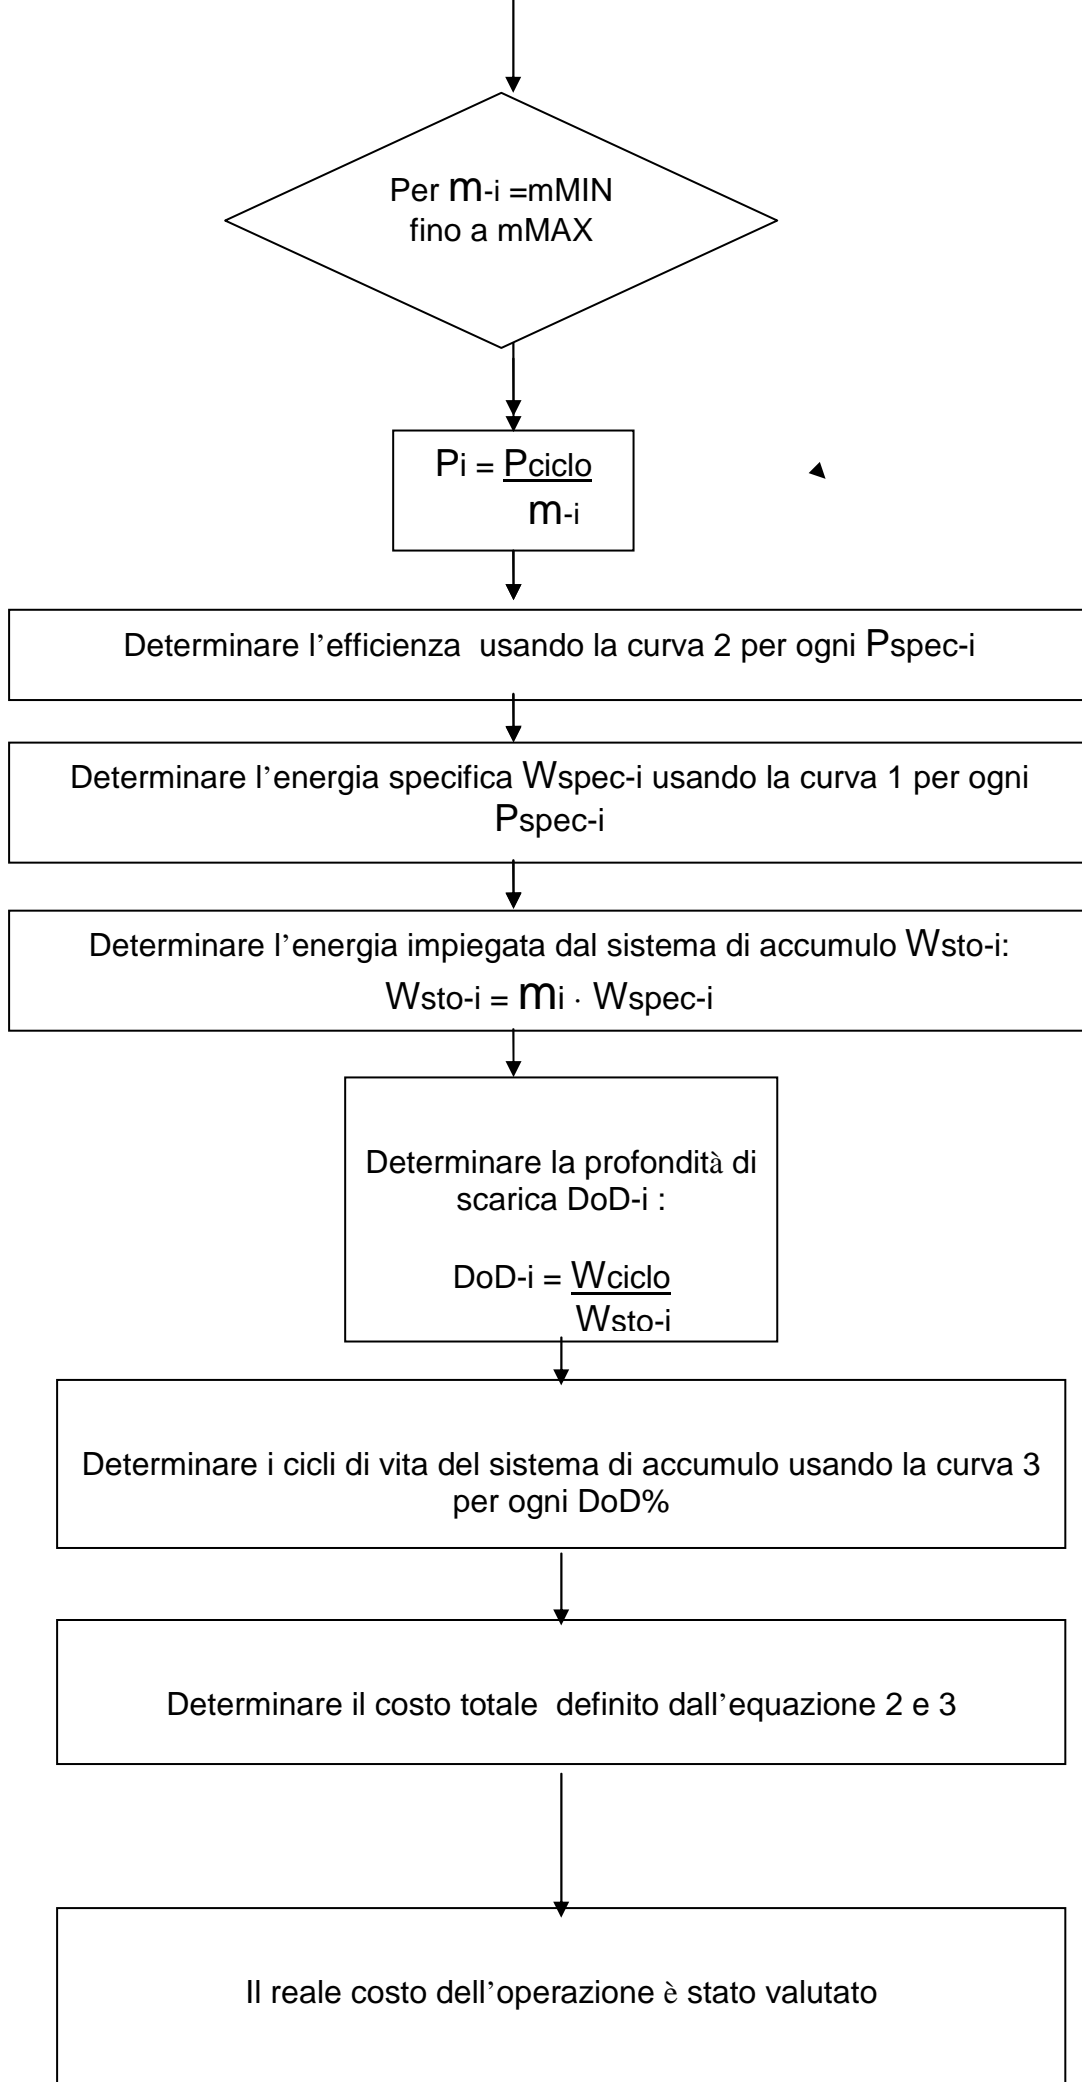 Per m-i =mMIN
fino a mMAX
Pi = Pciclo
m-i
Determinare l’efficienza  usando la curva 2 per ogni Pspec-i
Determinare l’energia specifica Wspec-i usando la curva 1 per ogni
Pspec-i
Determinare l’energia impiegata dal sistema di accumulo Wsto-i:
Wsto-i = mi · Wspec-i
Determinare la profondità di
scarica DoD-i :
DoD-i = Wciclo
Wsto-i
Determinare i cicli di vita del sistema di accumulo usando la curva 3
per ogni DoD%
Determinare il costo totale  definito dall’equazione 2 e 3
Il reale costo dell’operazione è stato valutato